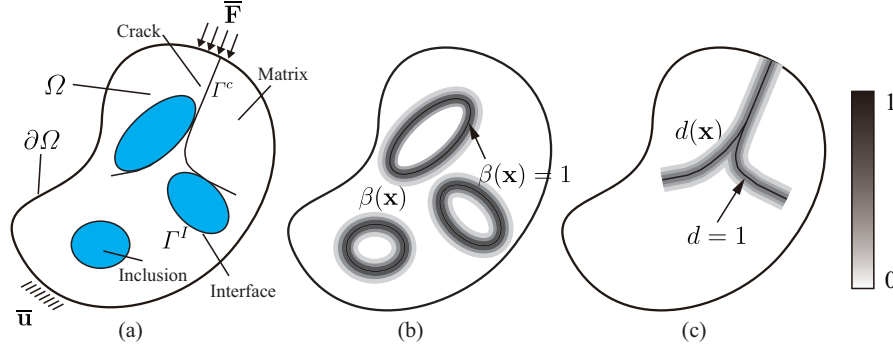 F̅
Crack
Γᶜ
Matrix
Ω
∂Ω
Γᴵ
Inclusion
Interface
u̅
(a)
β(x)
β(x) = 1
(b)
d(x)
d = 1
(c)
1
0